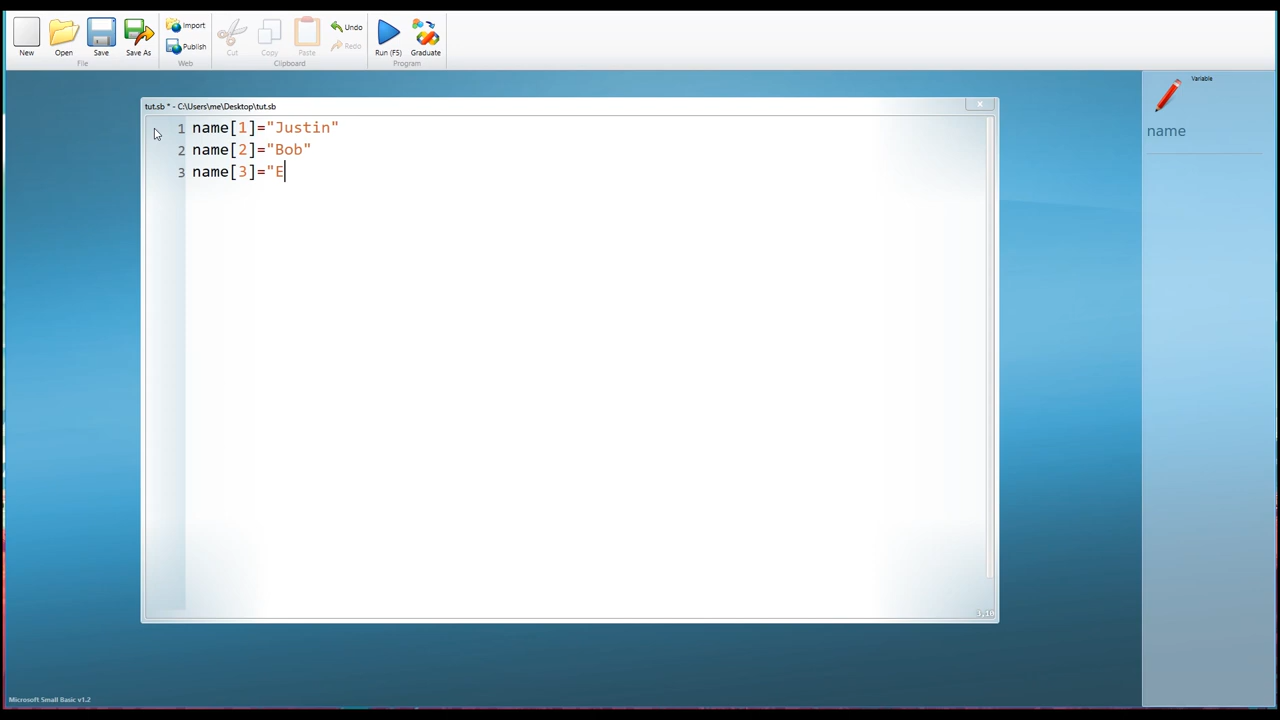 New
Open
Save
Save As
File
Import
Publish
Web
Cut
Copy
Paste
Undo
Redo
Clipboard
Run (F5)
Graduate
Program
Variable
name
tut.sb * - C:\Users\me\Desktop\tut.sb
1 name[1]="Justin"
2 name[2]="Bob"
3 name[3]="E
3,10
Microsoft Small Basic v1.2